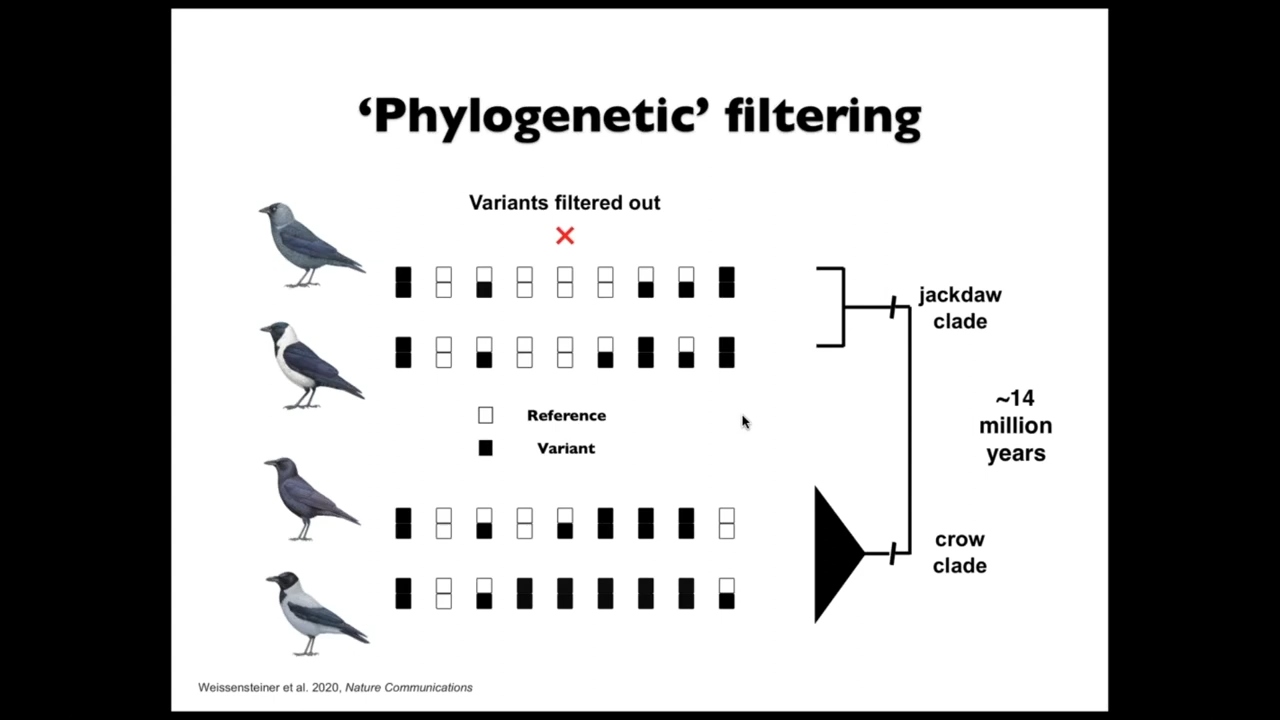 ‘Phylogenetic’ filtering
Variants filtered out
jackdaw
clade
Reference
Variant
~14
million
years
crow
clade
Weissensteiner et al. 2020, Nature Communications